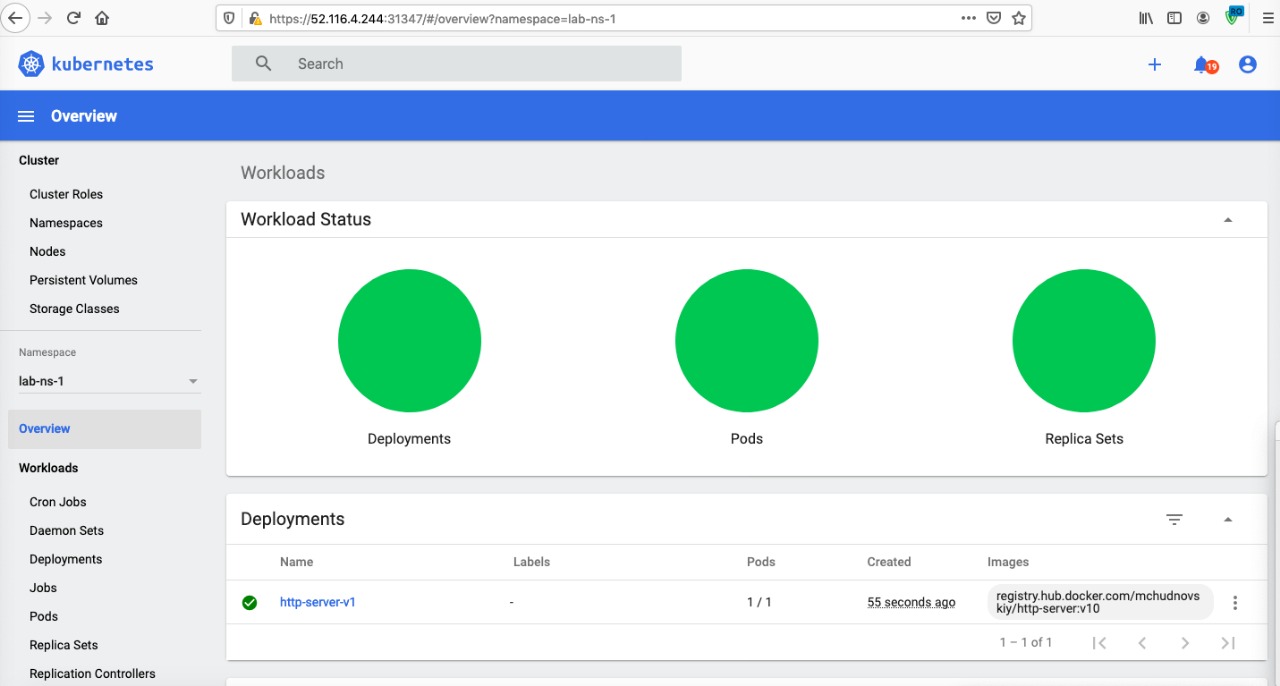 https://52.116.4.244:31347/#/overview?namespace=lab-ns-1
RQ
kubernetes
Search
19
Overview
Cluster
Cluster Roles
Namespaces
Nodes
Persistent Volumes
Storage Classes
Namespace
lab-ns-1
Overview
Workloads
Cron Jobs
Daemon Sets
Deployments
Jobs
Pods
Replica Sets
Replication Controllers
Workloads
Workload Status
Deployments
Pods
Replica Sets
Deployments
Name Labels Pods Created Images
http-server-v1 - 1 / 1 55 seconds ago registry.hub.docker.com/mchudnovs
kiy/http-server:v10
1 – 1 of 1